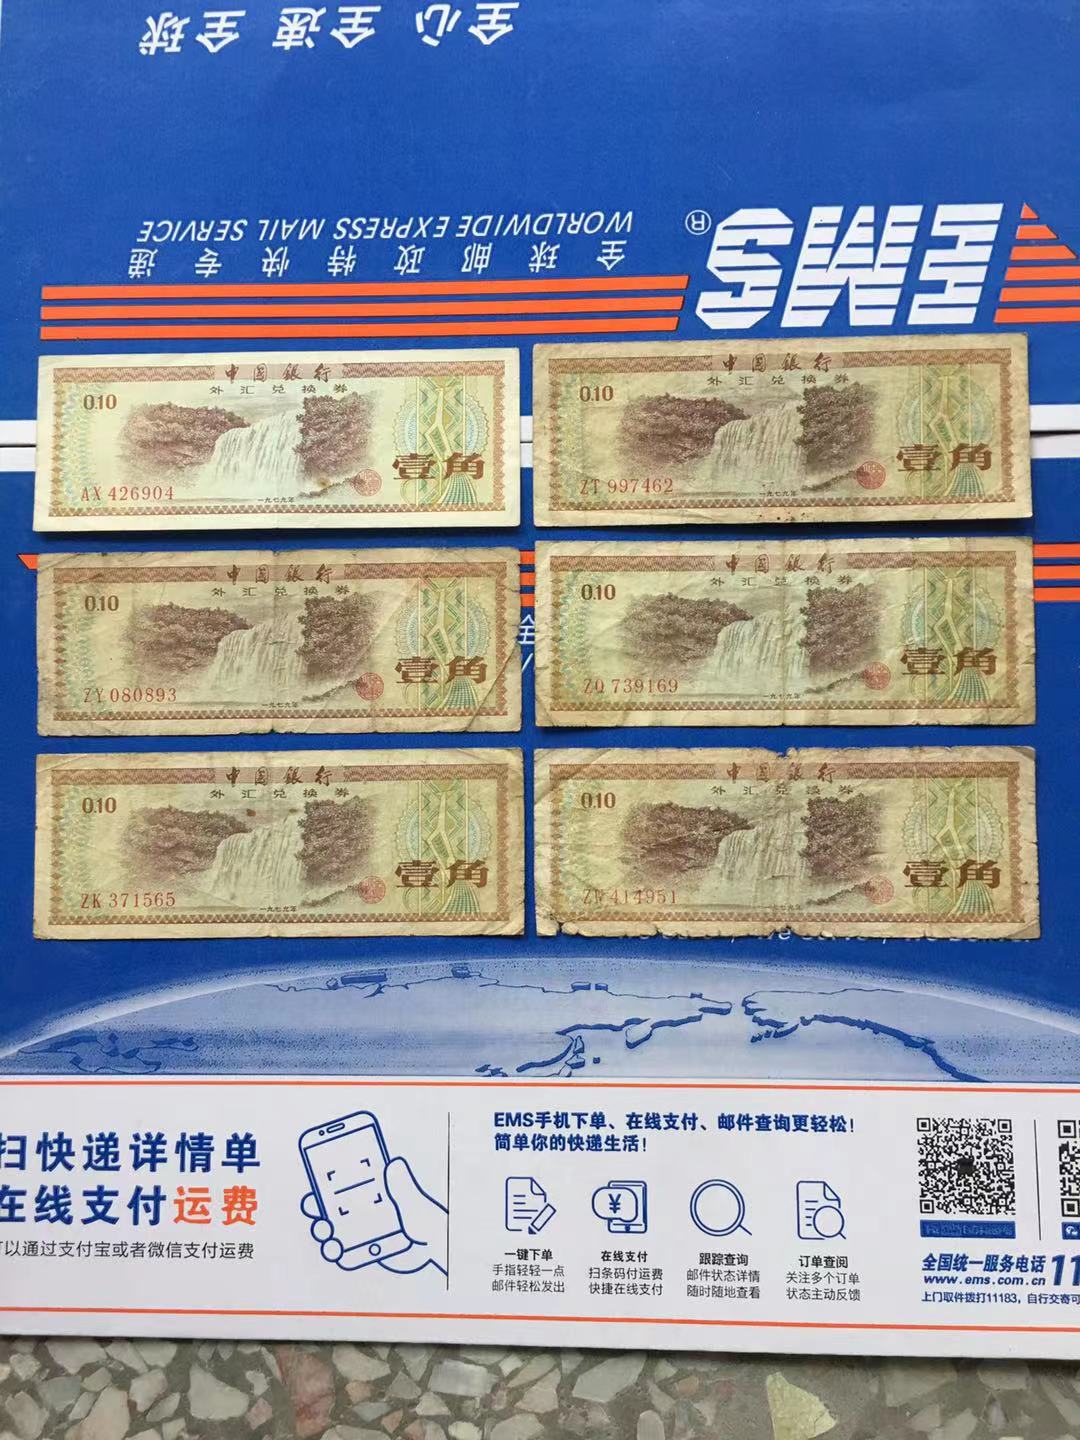 全心 全速 全球
EMS®
WORLDWIDE EXPRESS MAIL SERVICE
全球邮政特快专递
中国银行
外汇兑换券
0.10
壹角
AX 426904
一九七九年
中国银行
外汇兑换券
0.10
壹角
ZT 997462
一九七九年
中国银行
外汇兑换券
0.10
壹角
ZY 080893
一九七九年
全
中国银行
外汇兑换券
0.10
壹角
ZQ 739169
一九七九年
中国银行
外汇兑换券
0.10
壹角
ZK 371565
一九七九年
中国银行
外汇兑换券
0.10
壹角
ZW 414951
一九七九年
扫快递详情单
在线支付运费
可以通过支付宝或者微信支付运费
EMS手机下单、在线支付、邮件查询更轻松!
简单你的快递生活!
一键下单
手指轻轻一点
邮件轻松发出
¥
在线支付
扫条码付运费
快捷在线支付
跟踪查询
邮件状态详情
随时随地查看
订单查阅
关注多个订单
状态主动反馈
全国统一服务电话 11
www.ems.com.cn
上门取件拨打11183，自行交寄可